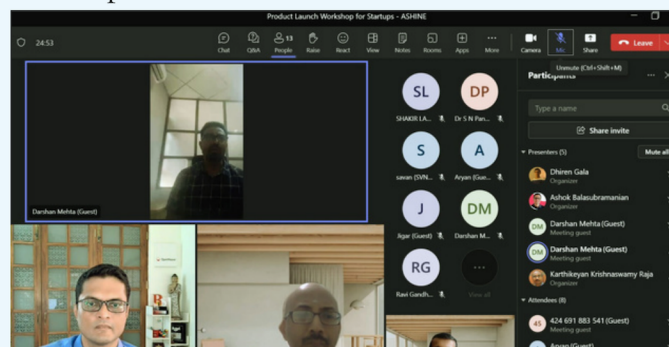 Product Launch Workshop for Startups - ASHINE
24:53
Chat
Q&A
13
People
Raise
React
View
Notes
Rooms
Apps
More
Camera
Mic
Share
Leave
Unmute (Ctrl+Shift+M)
Participants
Type a name
Share invite
Presenters (5)
Mute all
Dhiren Gala
Organizer
Ashok Balasubramanian
Organizer
DM
Darshan Mehta (Guest)
Meeting guest
DM
Darshan Mehta (Guest)
Meeting guest
Karthikeyan Krishnaswamy Raja
Organizer
Attendees (8)
45
424 691 883 541 (Guest)
Meeting guest
Aryan (Guest)
SL
SHAKIR LA...
DP
Dr S N Pan...
S
savan (SVN...
A
Aryan (Gue...
J
Jigar (Guest)
DM
Darshan M...
RG
Ravi Gandh...
View all
Darshan Mehta (Guest)